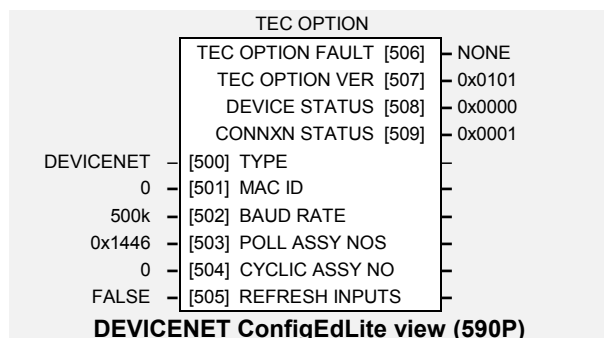 TEC OPTION
TEC OPTION FAULT [506] – NONE
TEC OPTION VER [507] – 0x0101
DEVICE STATUS [508] – 0x0000
CONNXN STATUS [509] – 0x0001
DEVICENET – [500] TYPE –
0 – [501] MAC ID –
500k – [502] BAUD RATE –
0x1446 – [503] POLL ASSY NOS –
0 – [504] CYCLIC ASSY NO –
FALSE – [505] REFRESH INPUTS –
DEVICENET ConfigEdLite view (590P)